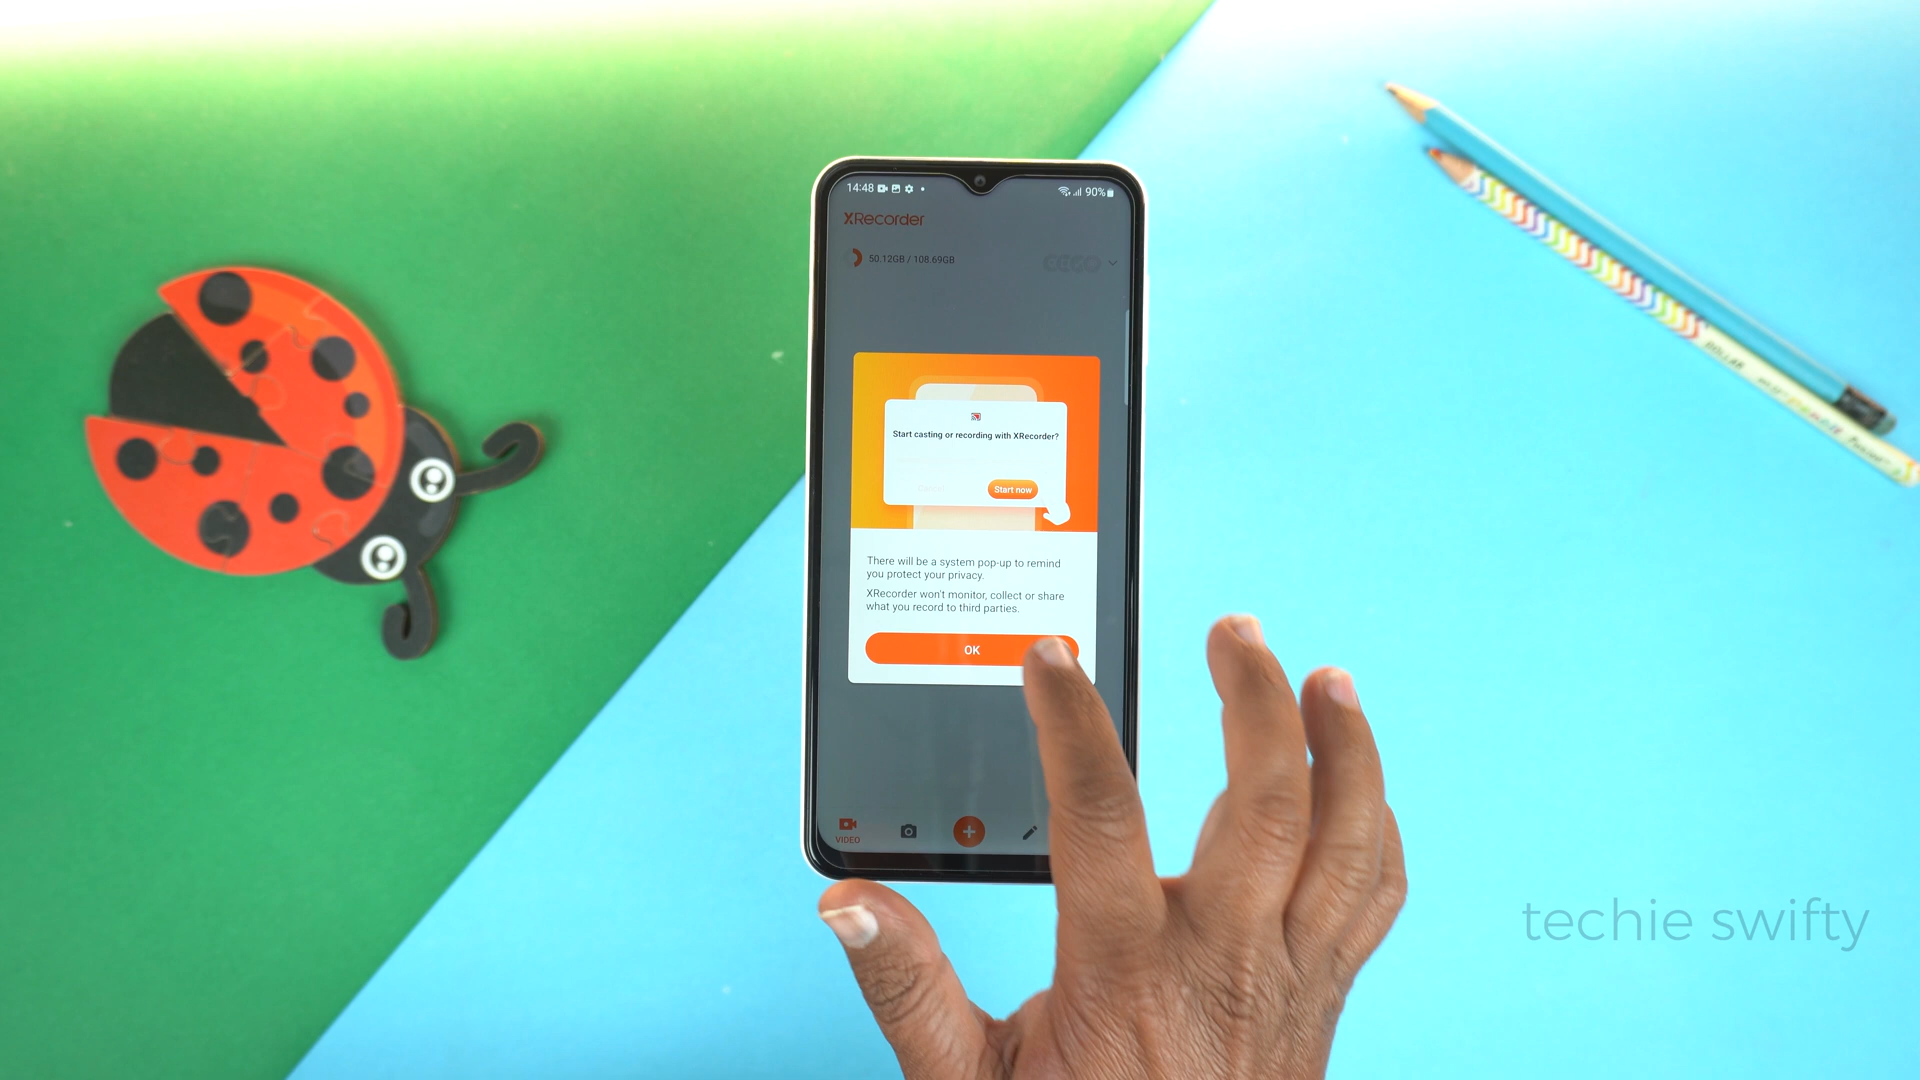 14:48
90%
XRecorder
50.12GB / 108.69GB
Start casting or recording with XRecorder?
Cancel
Start now
There will be a system pop-up to remind
you protect your privacy.
XRecorder won't monitor, collect or share
what you record to third parties.
OK
VIDEO
DOLLAR
techie swifty